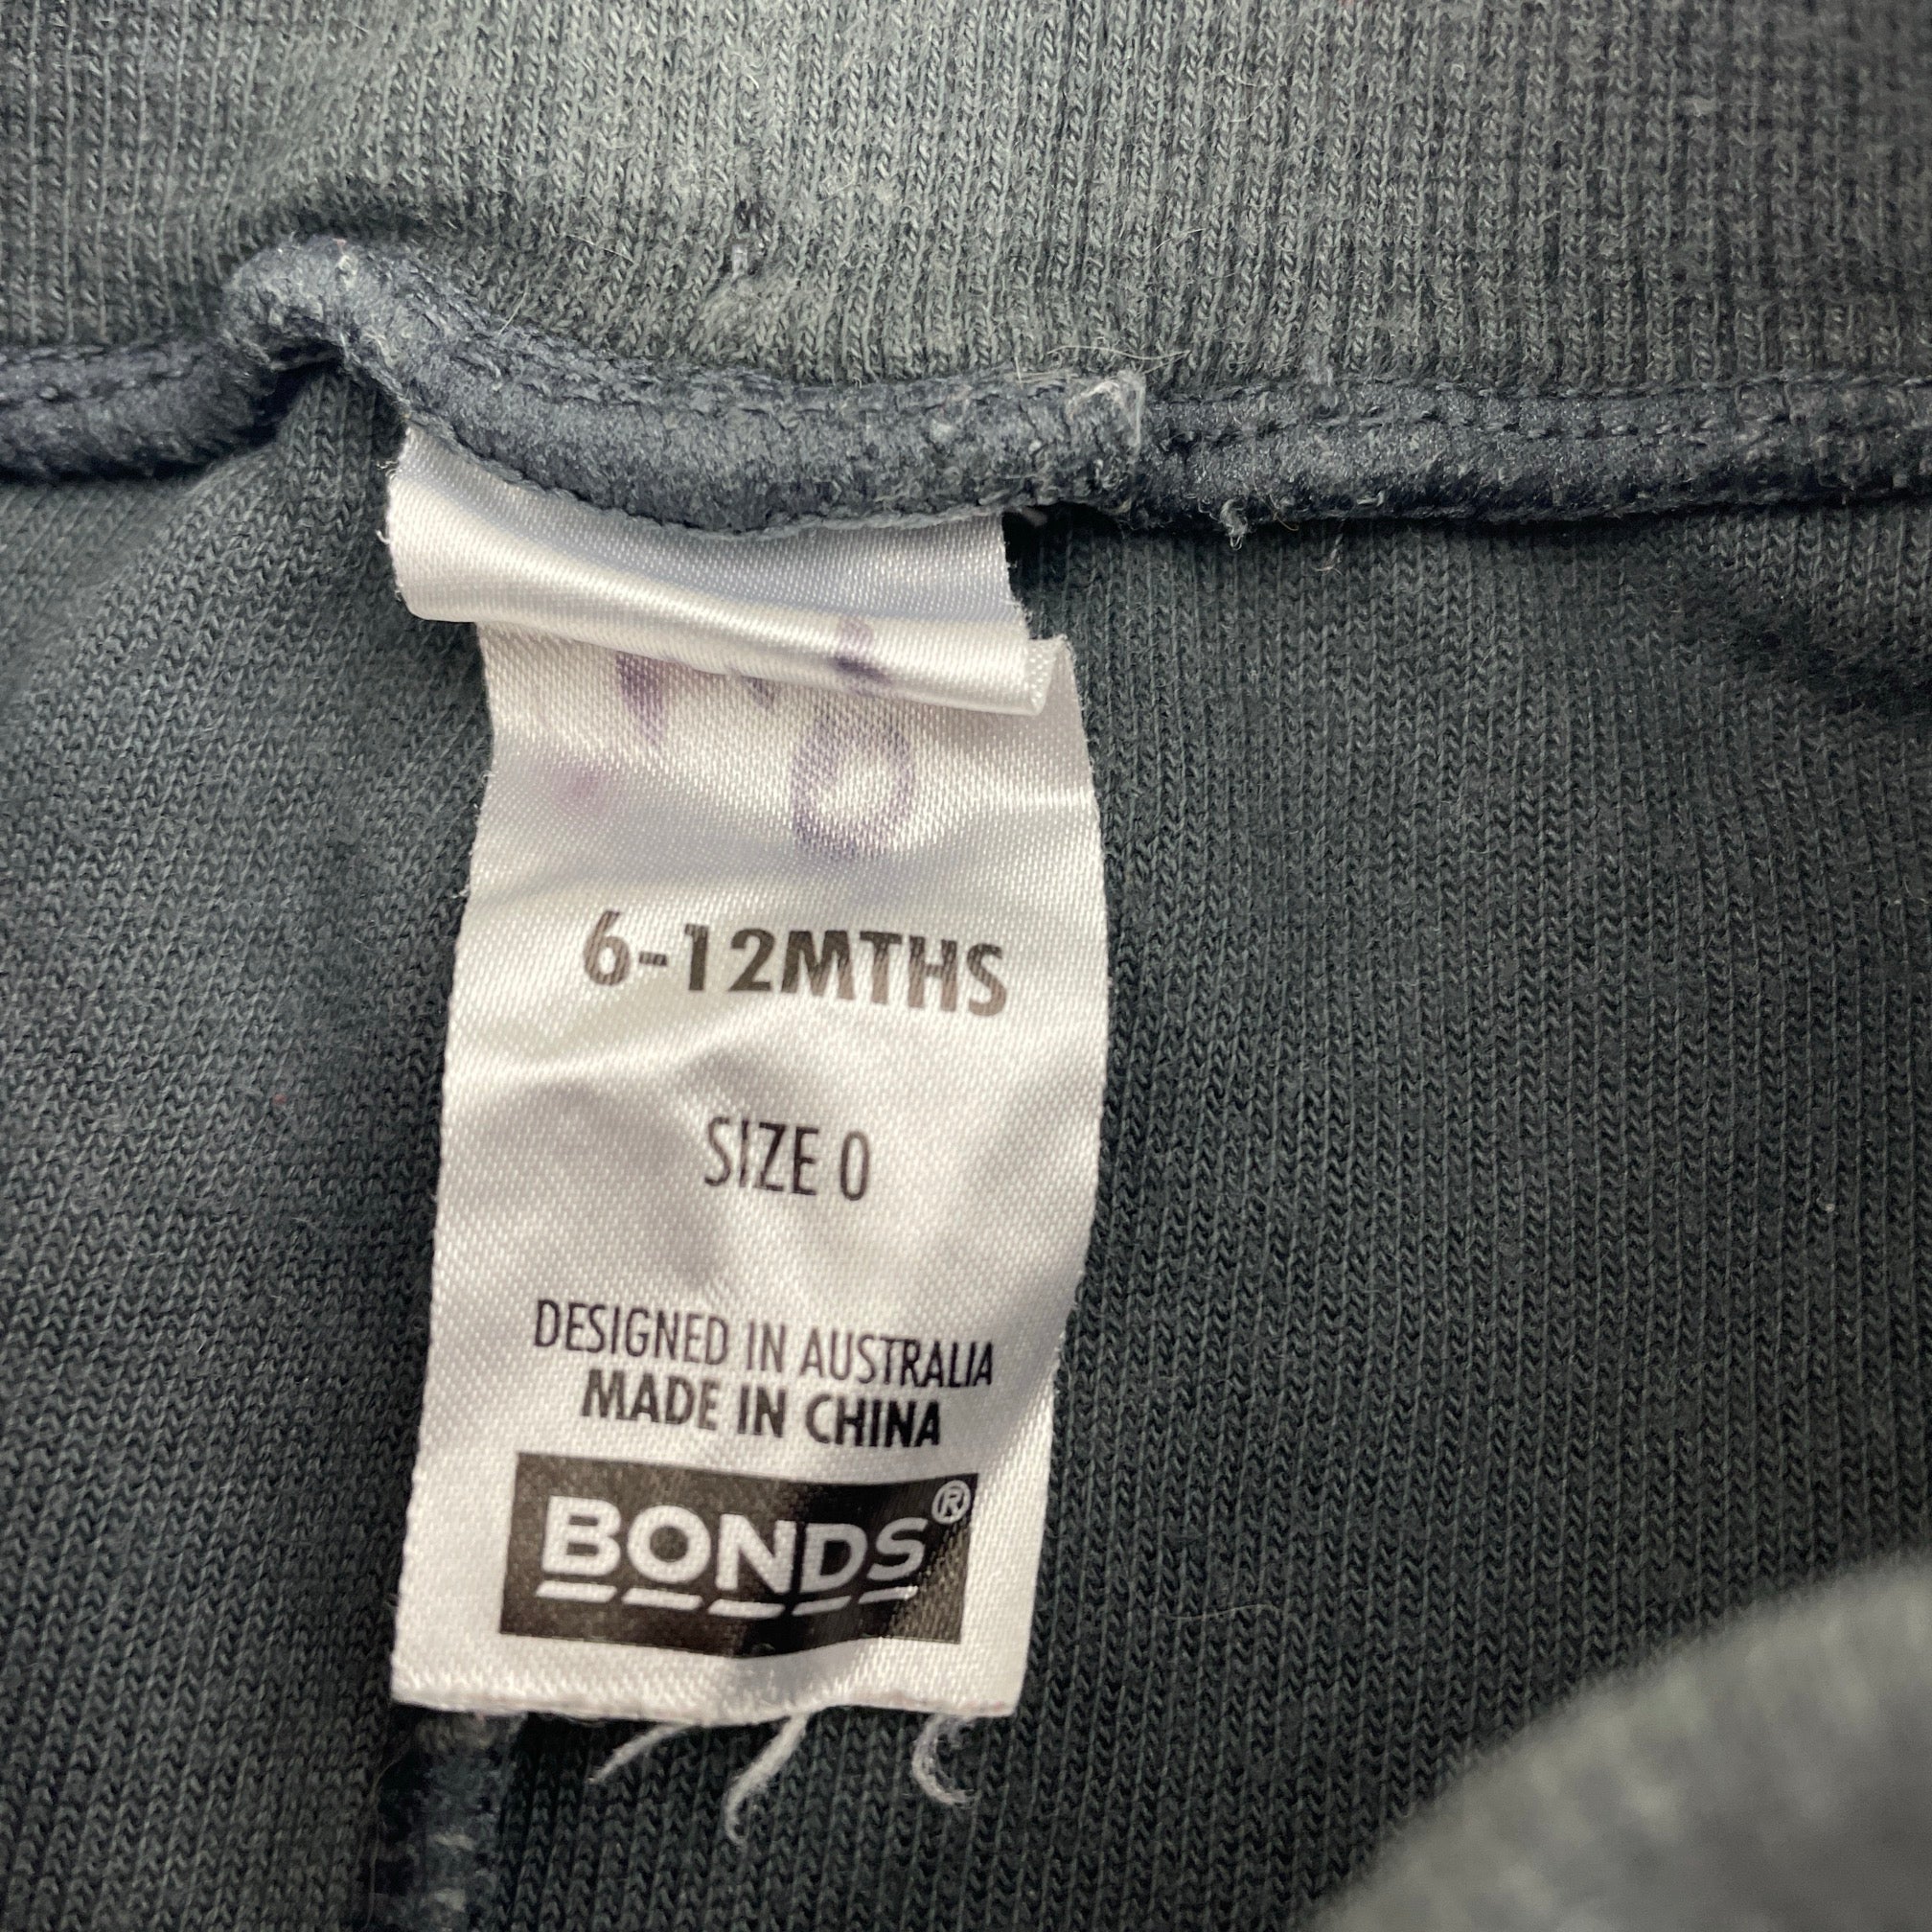 6-12MTHS
SIZE 0
DESIGNED IN AUSTRALIA
MADE IN CHINA
BONDS®